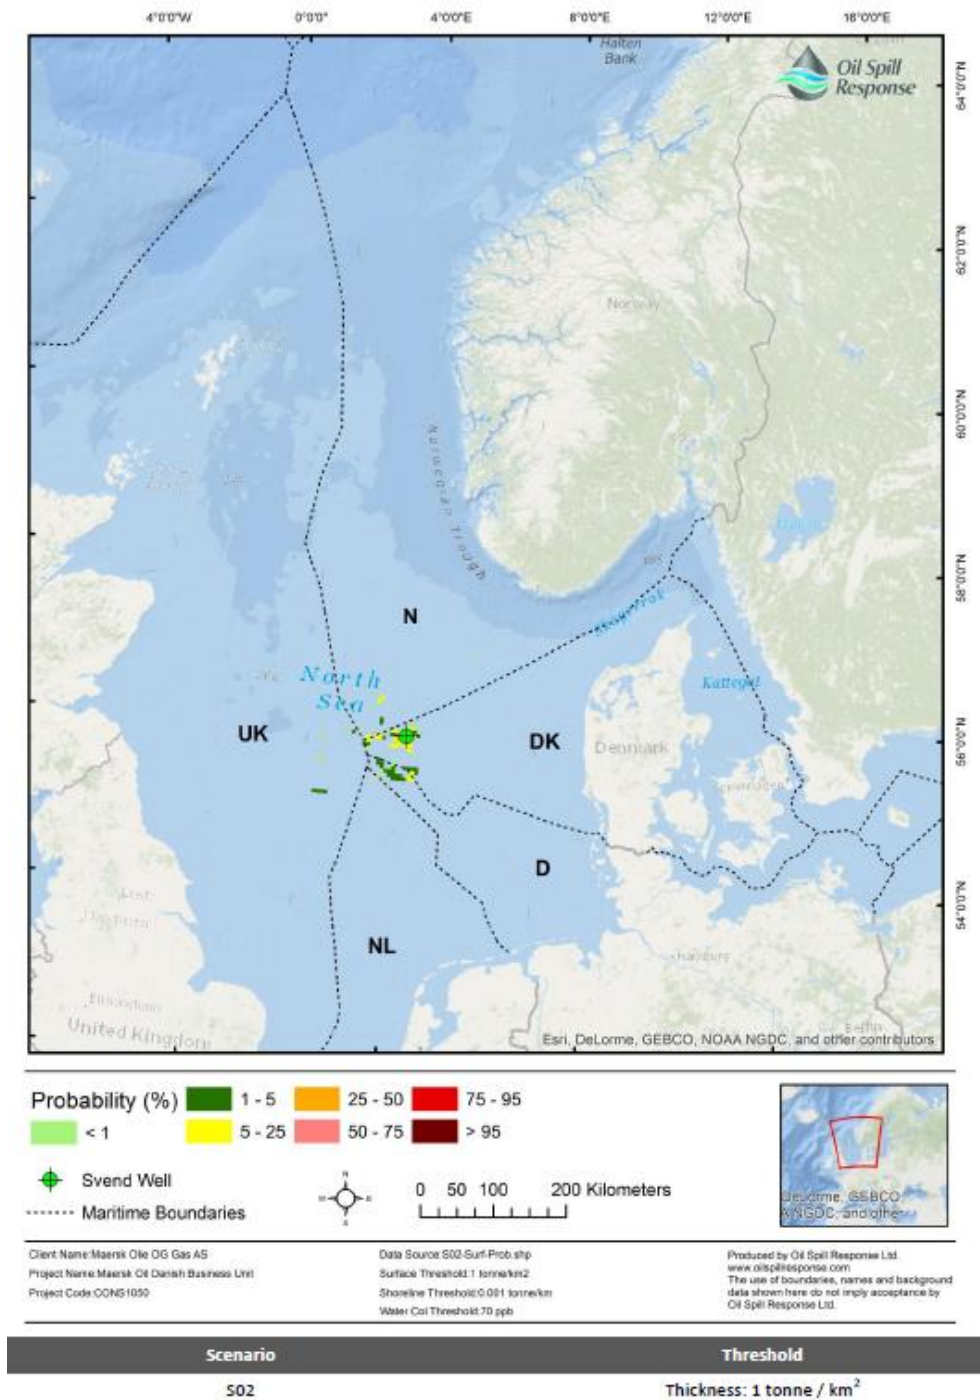 4°0'0"W 0°0'0" 4°0'0"E 8°0'0"E 12°0'0"E 16°0'0"E
Halten
Bank
Oil Spill
Response
64°0'0"N
62°0'0"N
Norway
60°0'0"N
Norwegian Trough
58°0'0"N
Skagerrak
N
North
Sea
Kattegat
UK
DK
Denmark
56°0'0"N
D
54°0'0"N
NL
Hamburg
Berlin
United Kingdom
Esri, DeLorme, GEBCO, NOAA NGDC, and other contributors
Probability (%)
1 - 5 25 - 50 75 - 95
< 1 5 - 25 50 - 75 > 95
Svend Well
Maritime Boundaries
N
0 50 100 200 Kilometers
DeLorme, GEBCO,
A NGDC, and other
Client Name:Maersk Olie OG Gas AS
Project Name:Maersk Oil Danish Business Unit
Project Code:CONS1050
Data Source:S02-Surf-Prob.shp
Surface Threshold:1 tonne/km2
Shoreline Threshold:0.001 tonne/km
Water Col Threshold:70 ppb
Produced by Oil Spill Response Ltd.
www.oilspillresponse.com
The use of boundaries, names and background
data shown here do not imply acceptance by
Oil Spill Response Ltd.
Scenario Threshold
S02 Thickness: 1 tonne / km²